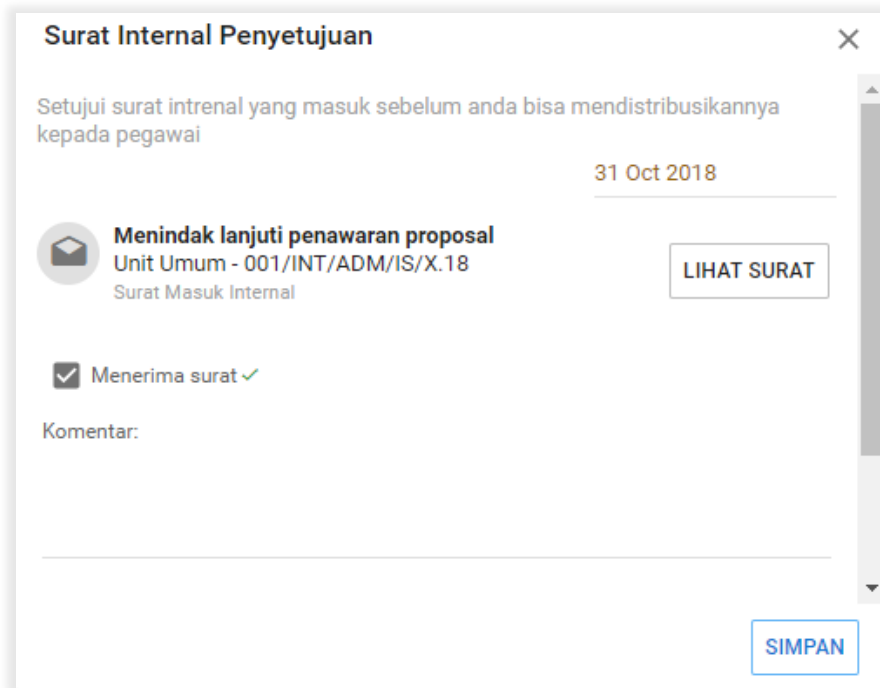 Surat Internal Penyetujuan
Setujui surat intrenal yang masuk sebelum anda bisa mendistribusikannya
kepada pegawai
31 Oct 2018
Menindak lanjuti penawaran proposal
Unit Umum - 001/INT/ADM/IS/X.18
LIHAT SURAT
Surat Masuk Internal
Menerima surat
Komentar:
SIMPAN